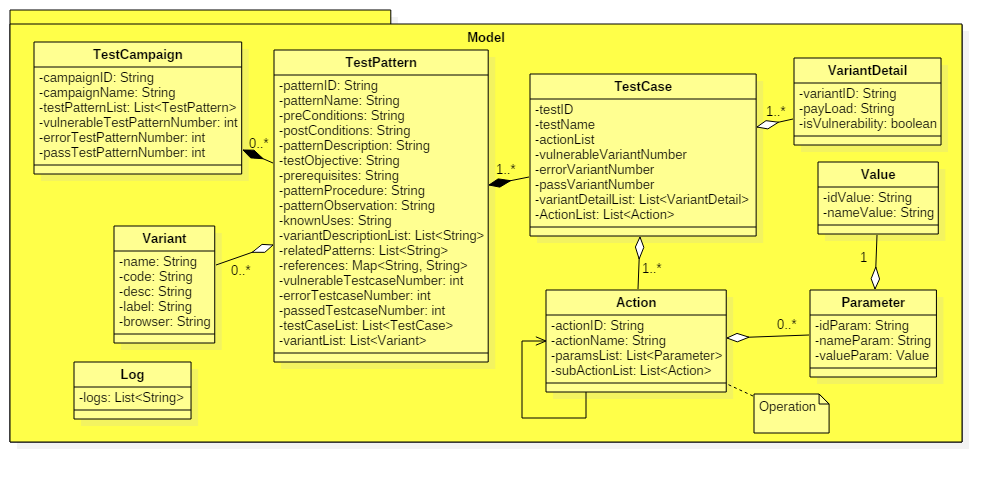 Model
TestCampaign
-campaignID: String
-campaignName: String
-testPatternList: List<TestPattern>
-vulnerableTestPatternNumber: int
-errorTestPatternNumber: int
-passTestPatternNumber: int
0..*
TestPattern
-patternID: String
-patternName: String
-preConditions: String
-postConditions: String
-patternDescription: String
-testObjective: String
-prerequisites: String
-patternProcedure: String
-patternObservation: String
-knownUses: String
-variantDescriptionList: List<String>
-relatedPatterns: List<String>
-references: Map<String, String>
-vulnerableTestcaseNumber: int
-errorTestcaseNumber: int
-passedTestcaseNumber: int
-testCaseList: List<TestCase>
-variantList: List<Variant>
1..*
TestCase
-testID
-testName
-actionList
-vulnerableVariantNumber
-errorVariantNumber
-passVariantNumber
-variantDetailList: List<VariantDetail>
-ActionList: List<Action>
1..*
VariantDetail
-variantID: String
-payLoad: String
-isVulnerability: boolean
Value
-idValue: String
-nameValue: String
1
Variant
-name: String
-code: String
-desc: String
-label: String
-browser: String
0..*
1..*
Action
-actionID: String
-actionName: String
-paramsList: List<Parameter>
-subActionList: List<Action>
0..*
Parameter
-idParam: String
-nameParam: String
-valueParam: Value
Log
-logs: List<String>
Operation